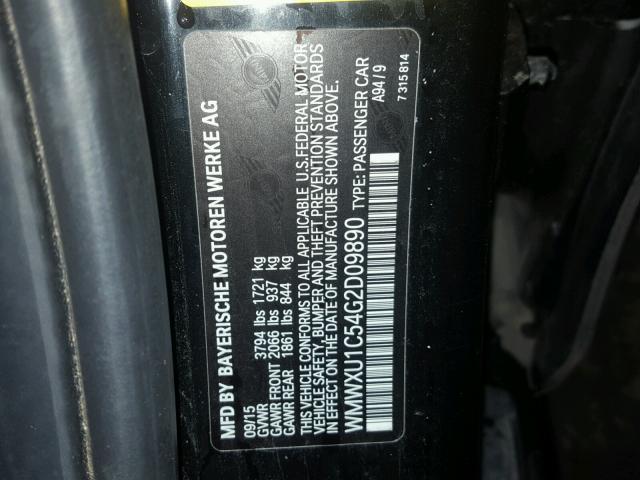 MFD BY BAYERISCHE MOTOREN WERKE AG
09/15
GVWR 3794 lbs 1721 kg
GAWR FRONT 2066 lbs 937 kg
GAWR REAR 1861 lbs 844 kg
THIS VEHICLE CONFORMS TO ALL APPLICABLE U.S.FEDERAL MOTOR
VEHICLE SAFETY, BUMPER AND THEFT PREVENTION STANDARDS
IN EFFECT ON THE DATE OF MANUFACTURE SHOWN ABOVE.
WMWXU1C54G2D09890 TYPE: PASSENGER CAR
A94/9
7315814